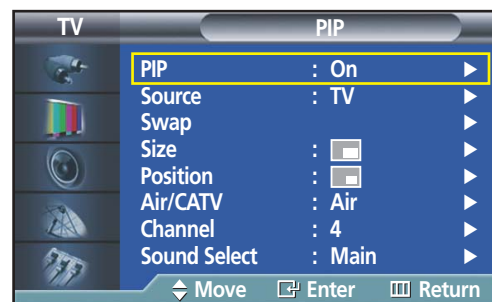 TV PIP
PIP : On
Source : TV
Swap
Size :
Position :
Air/CATV : Air
Channel : 4
Sound Select : Main
Move Enter Return